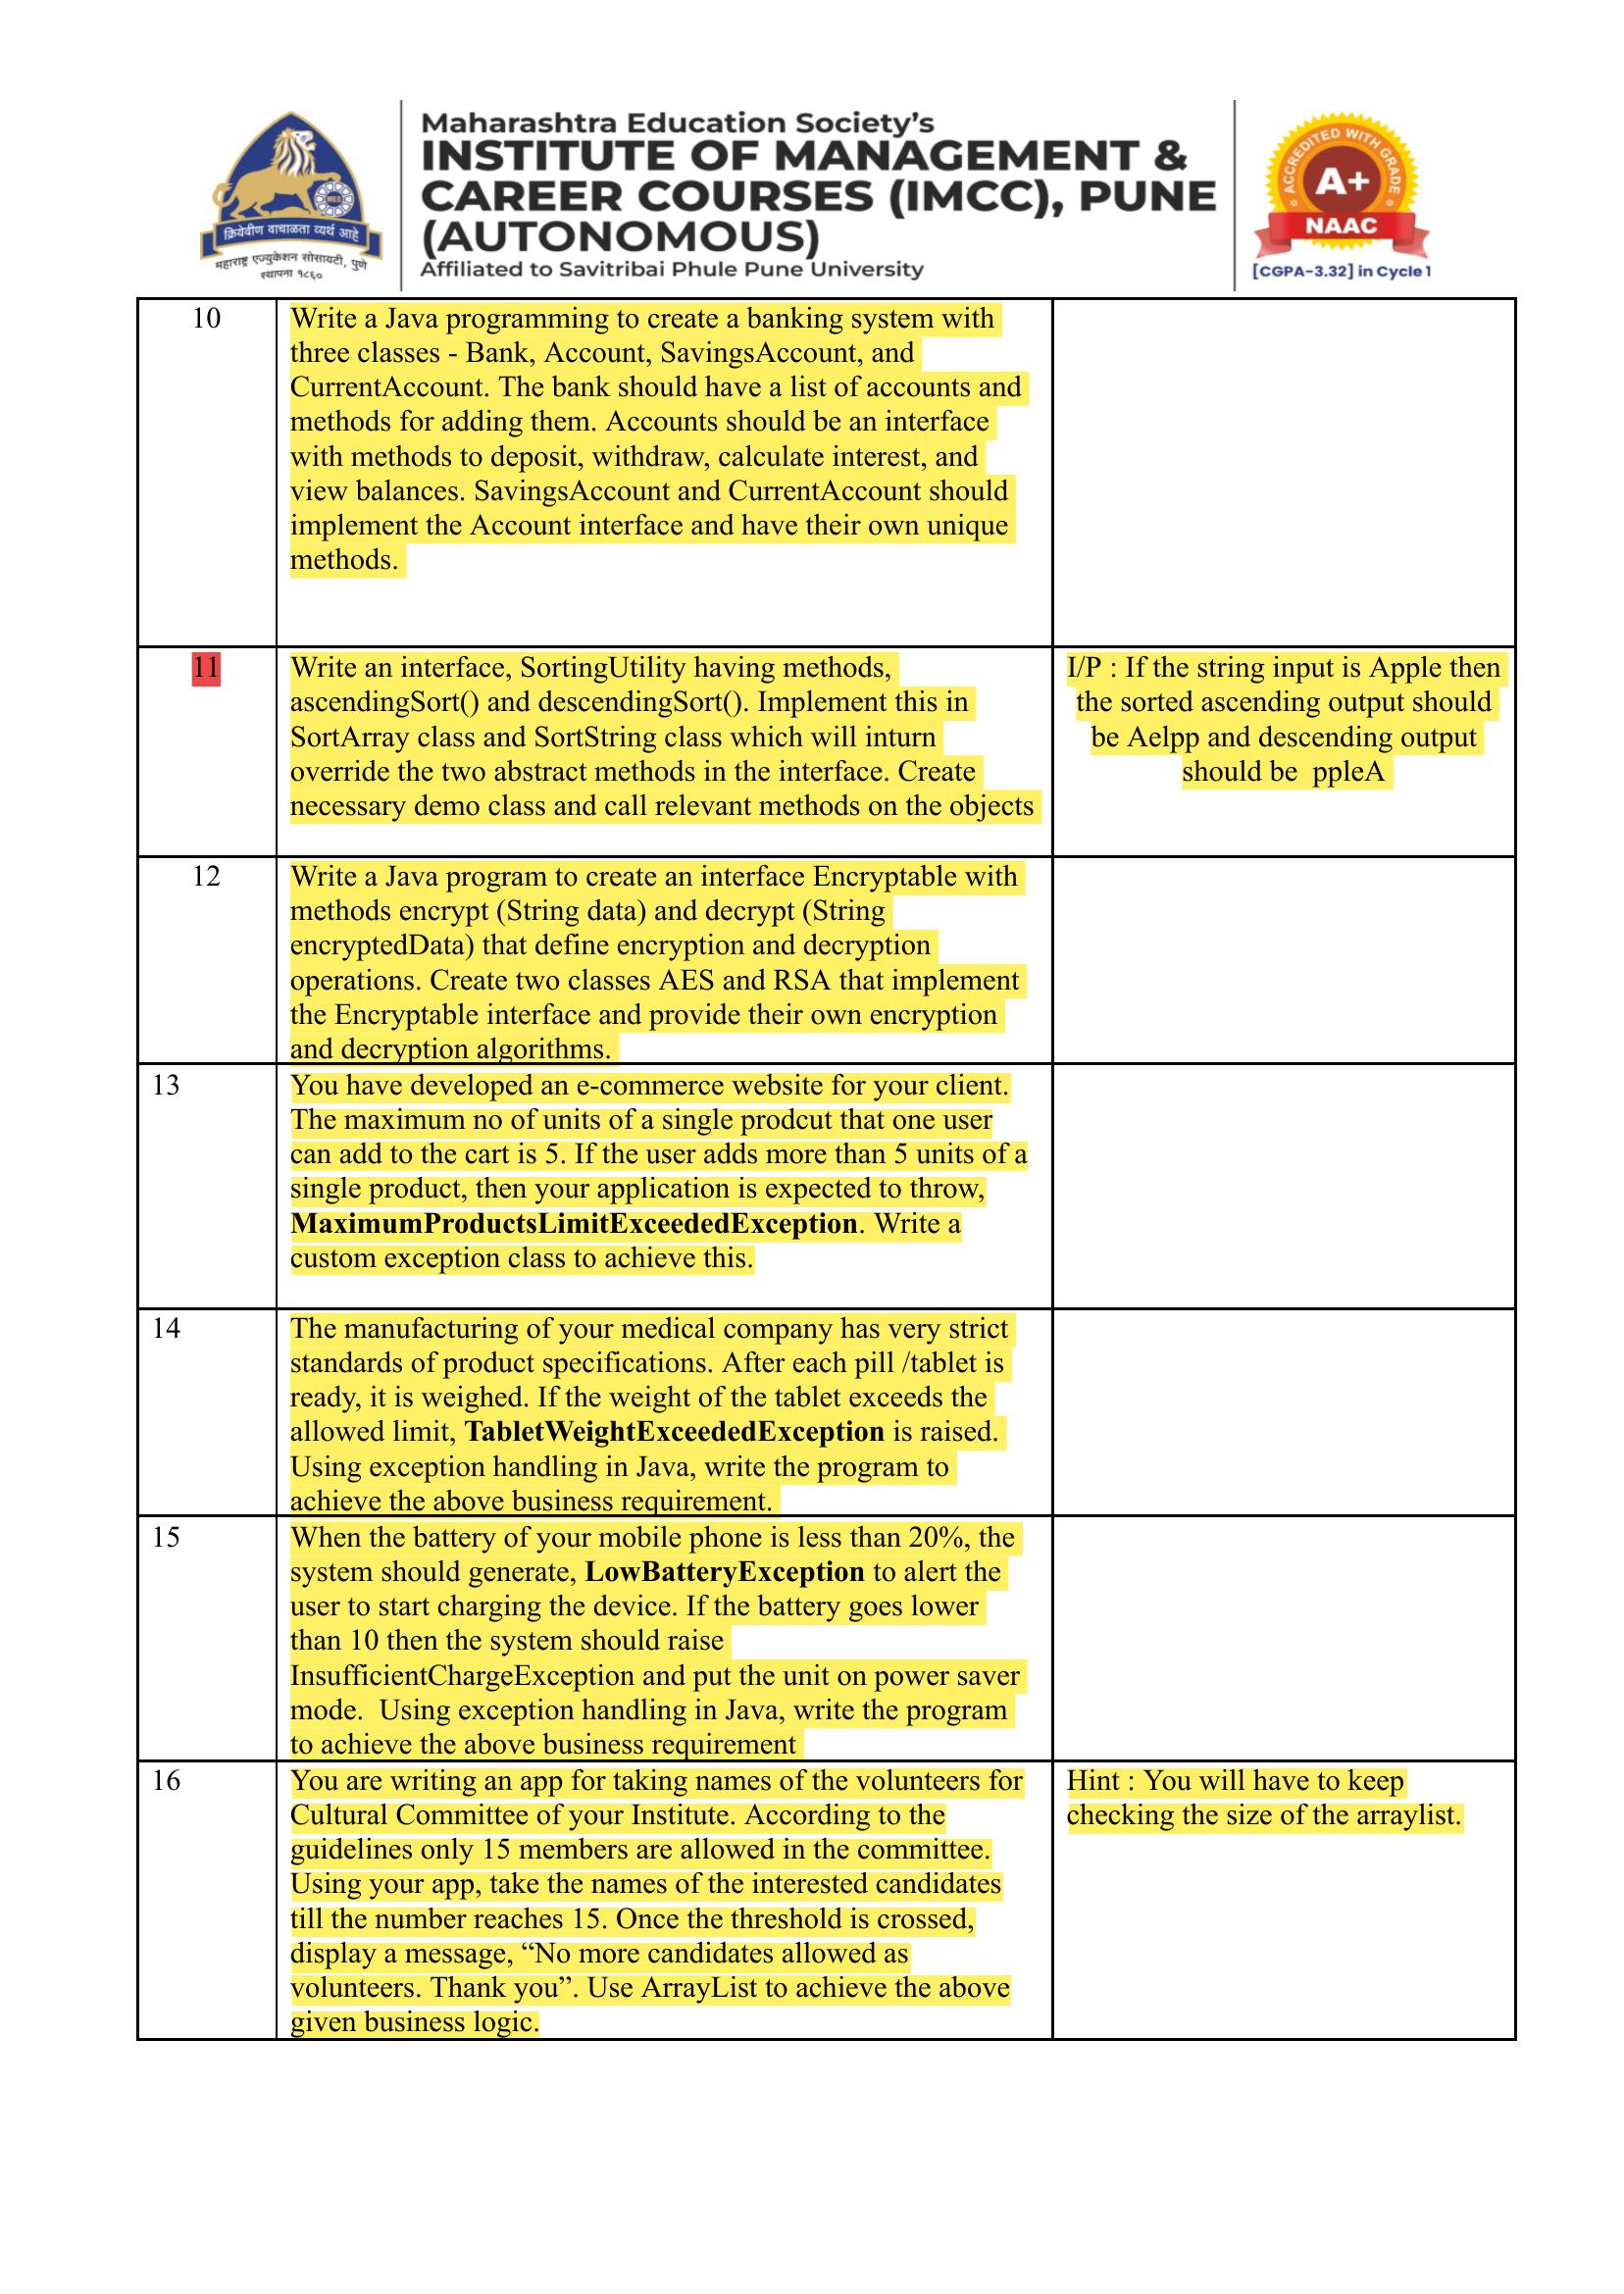 Maharashtra Education Society's
INSTITUTE OF MANAGEMENT &
CAREER COURSES (IMCC), PUNE
(AUTONOMOUS)
Affiliated to Savitribai Phule Pune University
MES
क्रियेवीण वाचाळता व्यर्थ आहे
महाराष्ट्र एज्युकेशन सोसायटी, पुणे
स्थापना १८६०
ACCREDITED WITH GRADE
A+
NAAC
[CGPA-3.32] in Cycle 1
10
Write a Java programming to create a banking system with
three classes - Bank, Account, SavingsAccount, and
CurrentAccount. The bank should have a list of accounts and
methods for adding them. Accounts should be an interface
with methods to deposit, withdraw, calculate interest, and
view balances. SavingsAccount and CurrentAccount should
implement the Account interface and have their own unique
methods.
11
Write an interface, SortingUtility having methods,
ascendingSort() and descendingSort(). Implement this in
SortArray class and SortString class which will inturn
override the two abstract methods in the interface. Create
necessary demo class and call relevant methods on the objects
I/P : If the string input is Apple then
the sorted ascending output should
be Aelpp and descending output
should be  ppleA
12
Write a Java program to create an interface Encryptable with
methods encrypt (String data) and decrypt (String
encryptedData) that define encryption and decryption
operations. Create two classes AES and RSA that implement
the Encryptable interface and provide their own encryption
and decryption algorithms.
13
You have developed an e-commerce website for your client.
The maximum no of units of a single prodcut that one user
can add to the cart is 5. If the user adds more than 5 units of a
single product, then your application is expected to throw,
MaximumProductsLimitExceededException. Write a
custom exception class to achieve this.
14
The manufacturing of your medical company has very strict
standards of product specifications. After each pill /tablet is
ready, it is weighed. If the weight of the tablet exceeds the
allowed limit, TabletWeightExceededException is raised.
Using exception handling in Java, write the program to
achieve the above business requirement.
15
When the battery of your mobile phone is less than 20%, the
system should generate, LowBatteryException to alert the
user to start charging the device. If the battery goes lower
than 10 then the system should raise
InsufficientChargeException and put the unit on power saver
mode.  Using exception handling in Java, write the program
to achieve the above business requirement
16
You are writing an app for taking names of the volunteers for
Cultural Committee of your Institute. According to the
guidelines only 15 members are allowed in the committee.
Using your app, take the names of the interested candidates
till the number reaches 15. Once the threshold is crossed,
display a message, “No more candidates allowed as
volunteers. Thank you”. Use ArrayList to achieve the above
given business logic.
Hint : You will have to keep
checking the size of the arraylist.